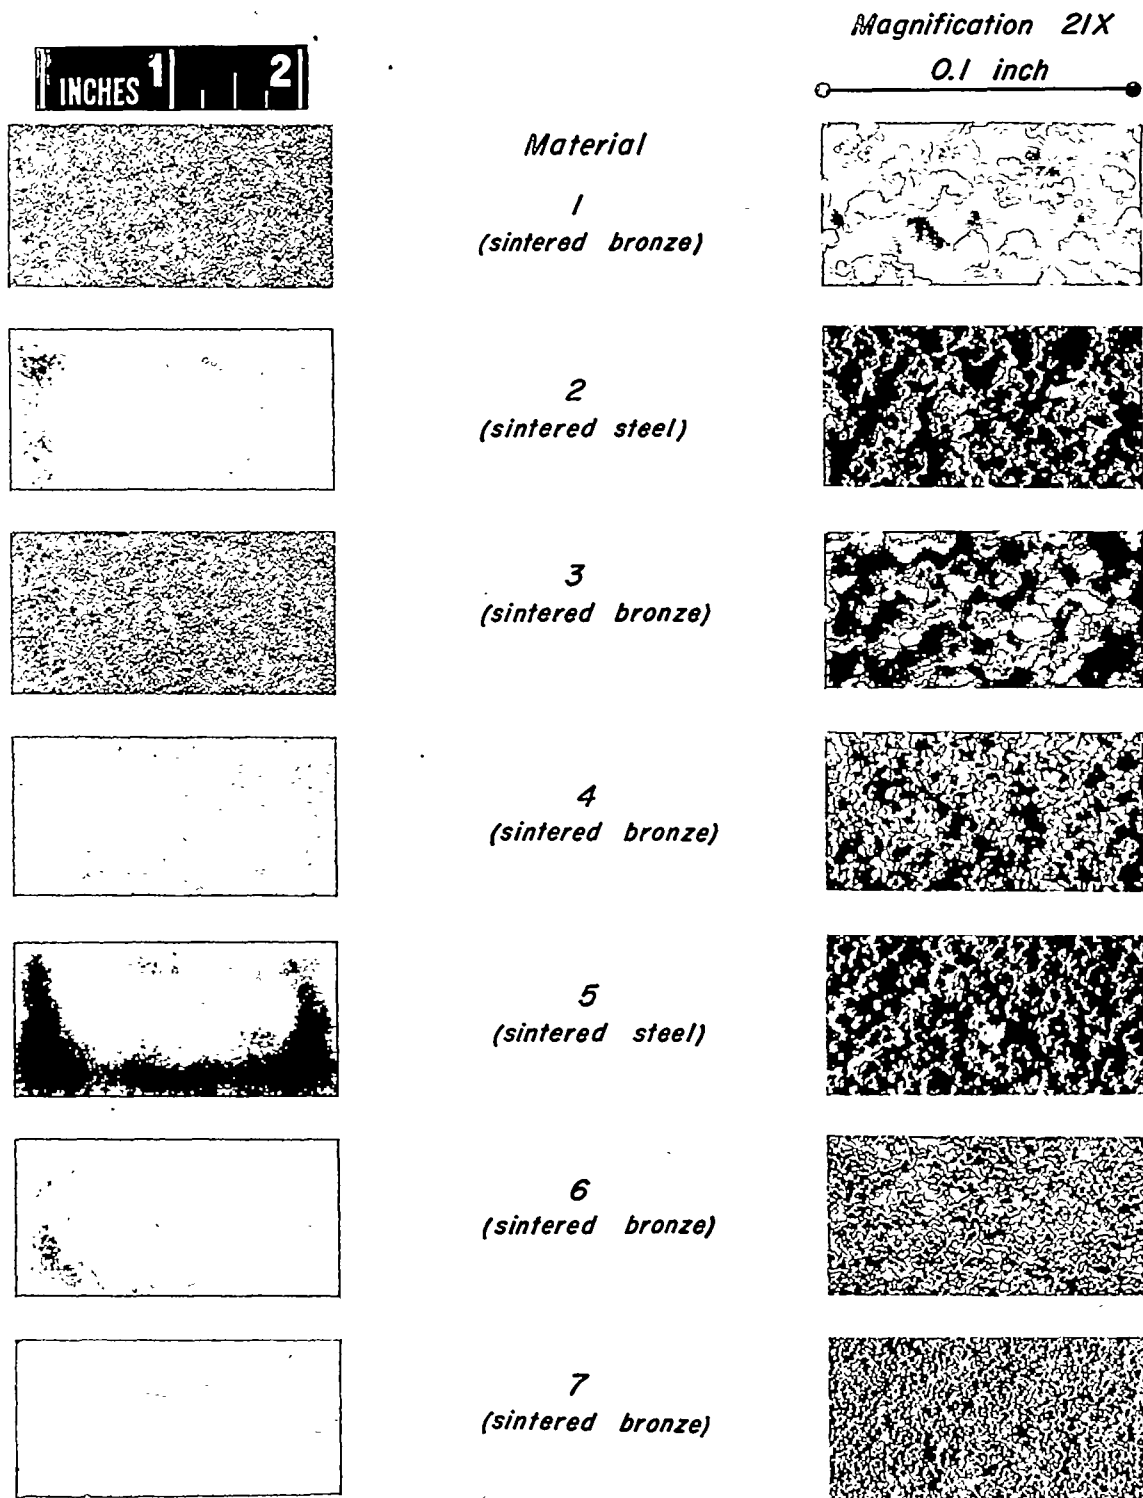 Magnification 21X
0.1 inch
INCHES 1 2
Material
1
(sintered bronze)
2
(sintered steel)
3
(sintered bronze)
4
(sintered bronze)
5
(sintered steel)
6
(sintered bronze)
7
(sintered bronze)